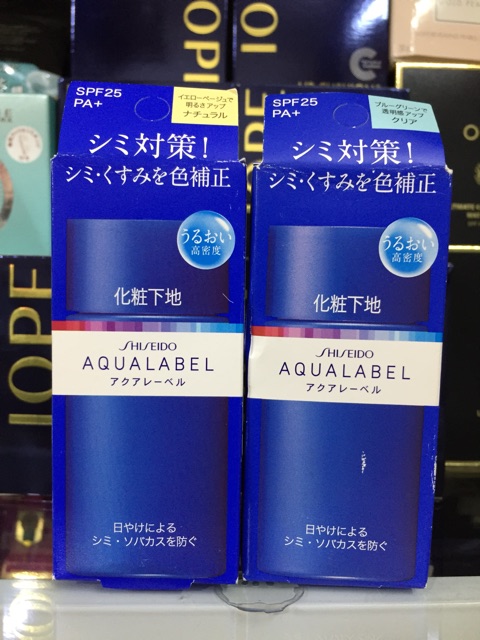 IOPE
IO
SPF25
PA+
イエローベージュで
明るさアップ
ナチュラル
シミ対策!
シミ・くすみを色補正
うるおい
高密度
化粧下地
SHISEIDO
AQUALABEL
アクアレーベル
日やけによる
シミ・ソバカスを防ぐ
SPF25
PA+
ブルーグリーンで
透明感アップ
クリア
シミ対策!
シミ・くすみを色補正
うるおい
高密度
化粧下地
SHISEIDO
AQUALABEL
アクアレーベル
日やけによる
シミ・ソバカスを防ぐ
IOPE